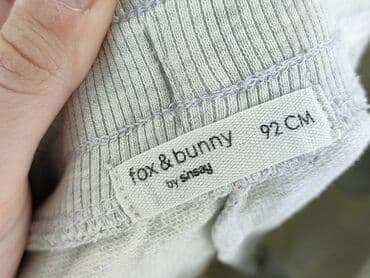 fox & bunny 92 CM
by sinsay